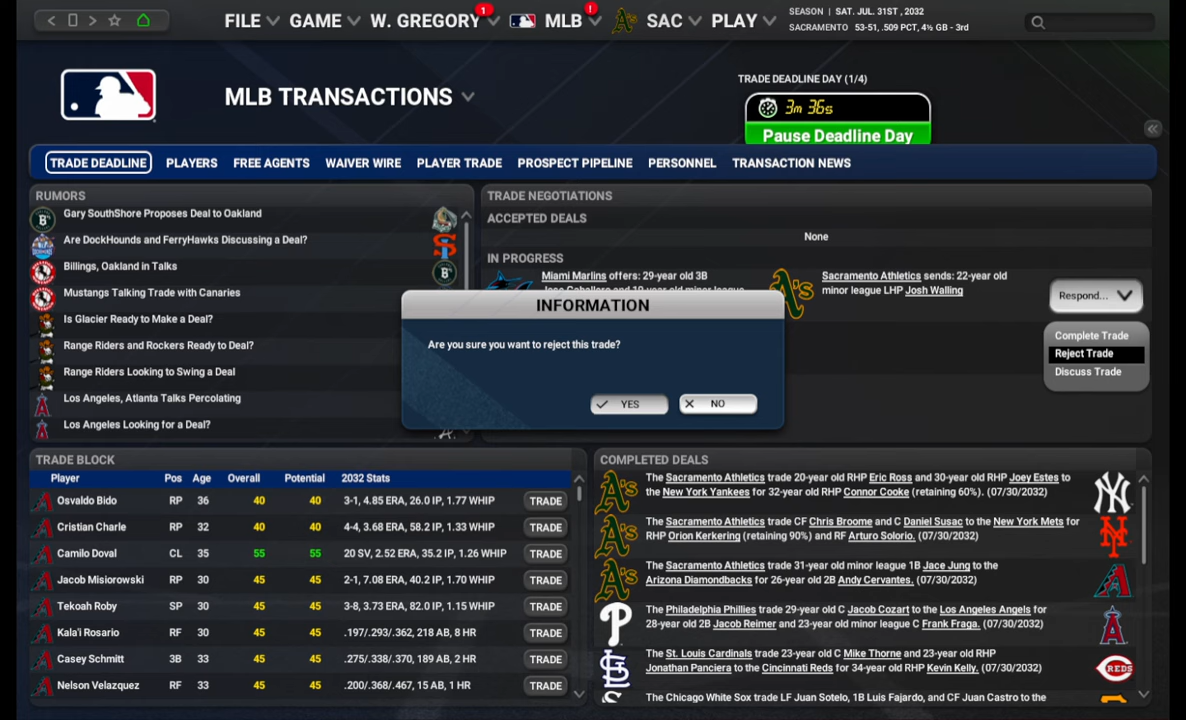 FILE GAME W. GREGORY 1 MLB ! SAC PLAY
SEASON | SAT. JUL. 31ST , 2032
SACRAMENTO 53-51, .509 PCT, 4½ GB - 3rd
MLB TRANSACTIONS
TRADE DEADLINE DAY (1/4)
3m 36s
Pause Deadline Day
TRADE DEADLINE PLAYERS FREE AGENTS WAIVER WIRE PLAYER TRADE PROSPECT PIPELINE PERSONNEL TRANSACTION NEWS
RUMORS
Gary SouthShore Proposes Deal to Oakland
Are DockHounds and FerryHawks Discussing a Deal?
Billings, Oakland in Talks
Mustangs Talking Trade with Canaries
Is Glacier Ready to Make a Deal?
Range Riders and Rockers Ready to Deal?
Range Riders Looking to Swing a Deal
Los Angeles, Atlanta Talks Percolating
Los Angeles Looking for a Deal?
TRADE NEGOTIATIONS
ACCEPTED DEALS
None
IN PROGRESS
Miami Marlins offers: 29-year old 3B
Jose Caballero and 19-year old minor league
Sacramento Athletics sends: 22-year old
minor league LHP Josh Walling
Respond...
Complete Trade
Reject Trade
Discuss Trade
INFORMATION
Are you sure you want to reject this trade?
YES NO
TRADE BLOCK
Player Pos Age Overall Potential 2032 Stats
Osvaldo Bido RP 36 40 40 3-1, 4.85 ERA, 26.0 IP, 1.77 WHIP TRADE
Cristian Charle RP 32 40 40 4-4, 3.68 ERA, 58.2 IP, 1.33 WHIP TRADE
Camilo Doval CL 35 55 55 20 SV, 2.52 ERA, 35.2 IP, 1.26 WHIP TRADE
Jacob Misiorowski RP 30 45 45 2-1, 7.08 ERA, 40.2 IP, 1.70 WHIP TRADE
Tekoah Roby SP 30 45 45 3-8, 3.73 ERA, 82.0 IP, 1.15 WHIP TRADE
Kala'i Rosario RF 30 45 45 .197/.293/.362, 218 AB, 8 HR TRADE
Casey Schmitt 3B 33 45 45 .275/.338/.370, 189 AB, 2 HR TRADE
Nelson Velazquez RF 33 45 45 .200/.368/.467, 15 AB, 1 HR TRADE
COMPLETED DEALS
The Sacramento Athletics trade 20-year old RHP Eric Ross and 30-year old RHP Joey Estes to
the New York Yankees for 32-year old RHP Connor Cooke (retaining 60%). (07/30/2032)
The Sacramento Athletics trade CF Chris Broome and C Daniel Susac to the New York Mets for
RHP Orion Kerkering (retaining 90%) and RF Arturo Solorio. (07/30/2032)
The Sacramento Athletics trade 31-year old minor league 1B Jace Jung to the
Arizona Diamondbacks for 26-year old 2B Andy Cervantes. (07/30/2032)
The Philadelphia Phillies trade 29-year old C Jacob Cozart to the Los Angeles Angels for
28-year old 2B Jacob Reimer and 23-year old minor league C Frank Fraga. (07/30/2032)
The St. Louis Cardinals trade 23-year old C Mike Thorne and 23-year old RHP
Jonathan Panciera to the Cincinnati Reds for 34-year old RHP Kevin Kelly. (07/30/2032)
The Chicago White Sox trade LF Juan Sotelo, 1B Luis Fajardo, and CF Juan Castro to the